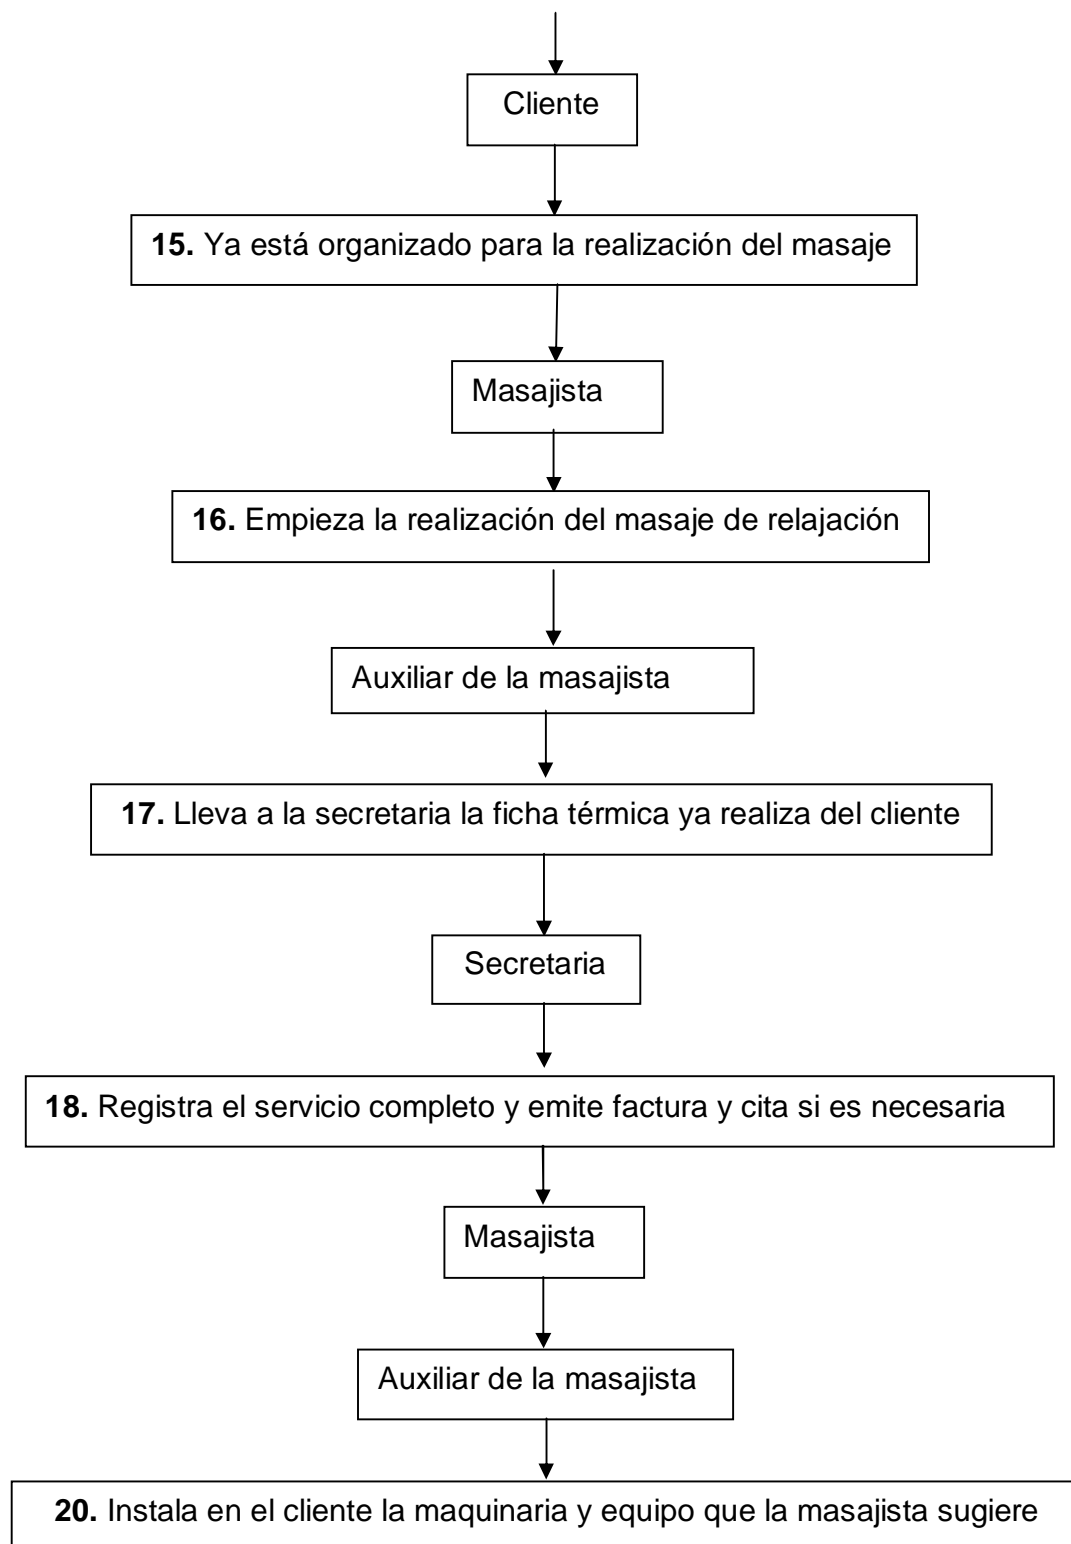 Cliente
15. Ya está organizado para la realización del masaje
Masajista
16. Empieza la realización del masaje de relajación
Auxiliar de la masajista
17. Lleva a la secretaria la ficha térmica ya realiza del cliente
Secretaria
18. Registra el servicio completo y emite factura y cita si es necesaria
Masajista
Auxiliar de la masajista
20. Instala en el cliente la maquinaria y equipo que la masajista sugiere